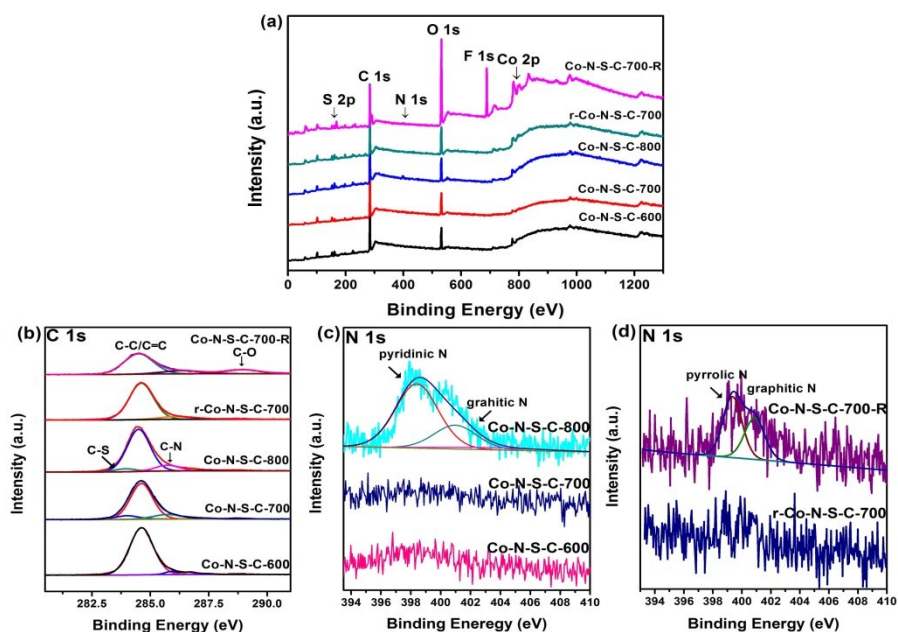 (a)
O 1s
F 1s
Co 2p
Co-N-S-C-700-R
C 1s
S 2p
N 1s
r-Co-N-S-C-700
Co-N-S-C-800
Co-N-S-C-700
Co-N-S-C-600
Intensity (a.u.)
0 200 400 600 800 1000 1200
Binding Energy (eV)
(b)
C 1s
Co-N-S-C-700-R
C-C/C=C
C-O
r-Co-N-S-C-700
C-S
C-N
Co-N-S-C-800
Co-N-S-C-700
Co-N-S-C-600
Intensity (a.u.)
282.5 285.0 287.5 290.0
Binding Energy (eV)
(c)
N 1s
pyridinic N
grahitic N
Co-N-S-C-800
Co-N-S-C-700
Co-N-S-C-600
Intensity (a.u.)
394 396 398 400 402 404 406 408 410
Binding Energy (eV)
(d)
N 1s
pyrrolic N
graphitic N
Co-N-S-C-700-R
r-Co-N-S-C-700
Intensity (a.u.)
394 396 398 400 402 404 406 408 410
Binding Energy (eV)